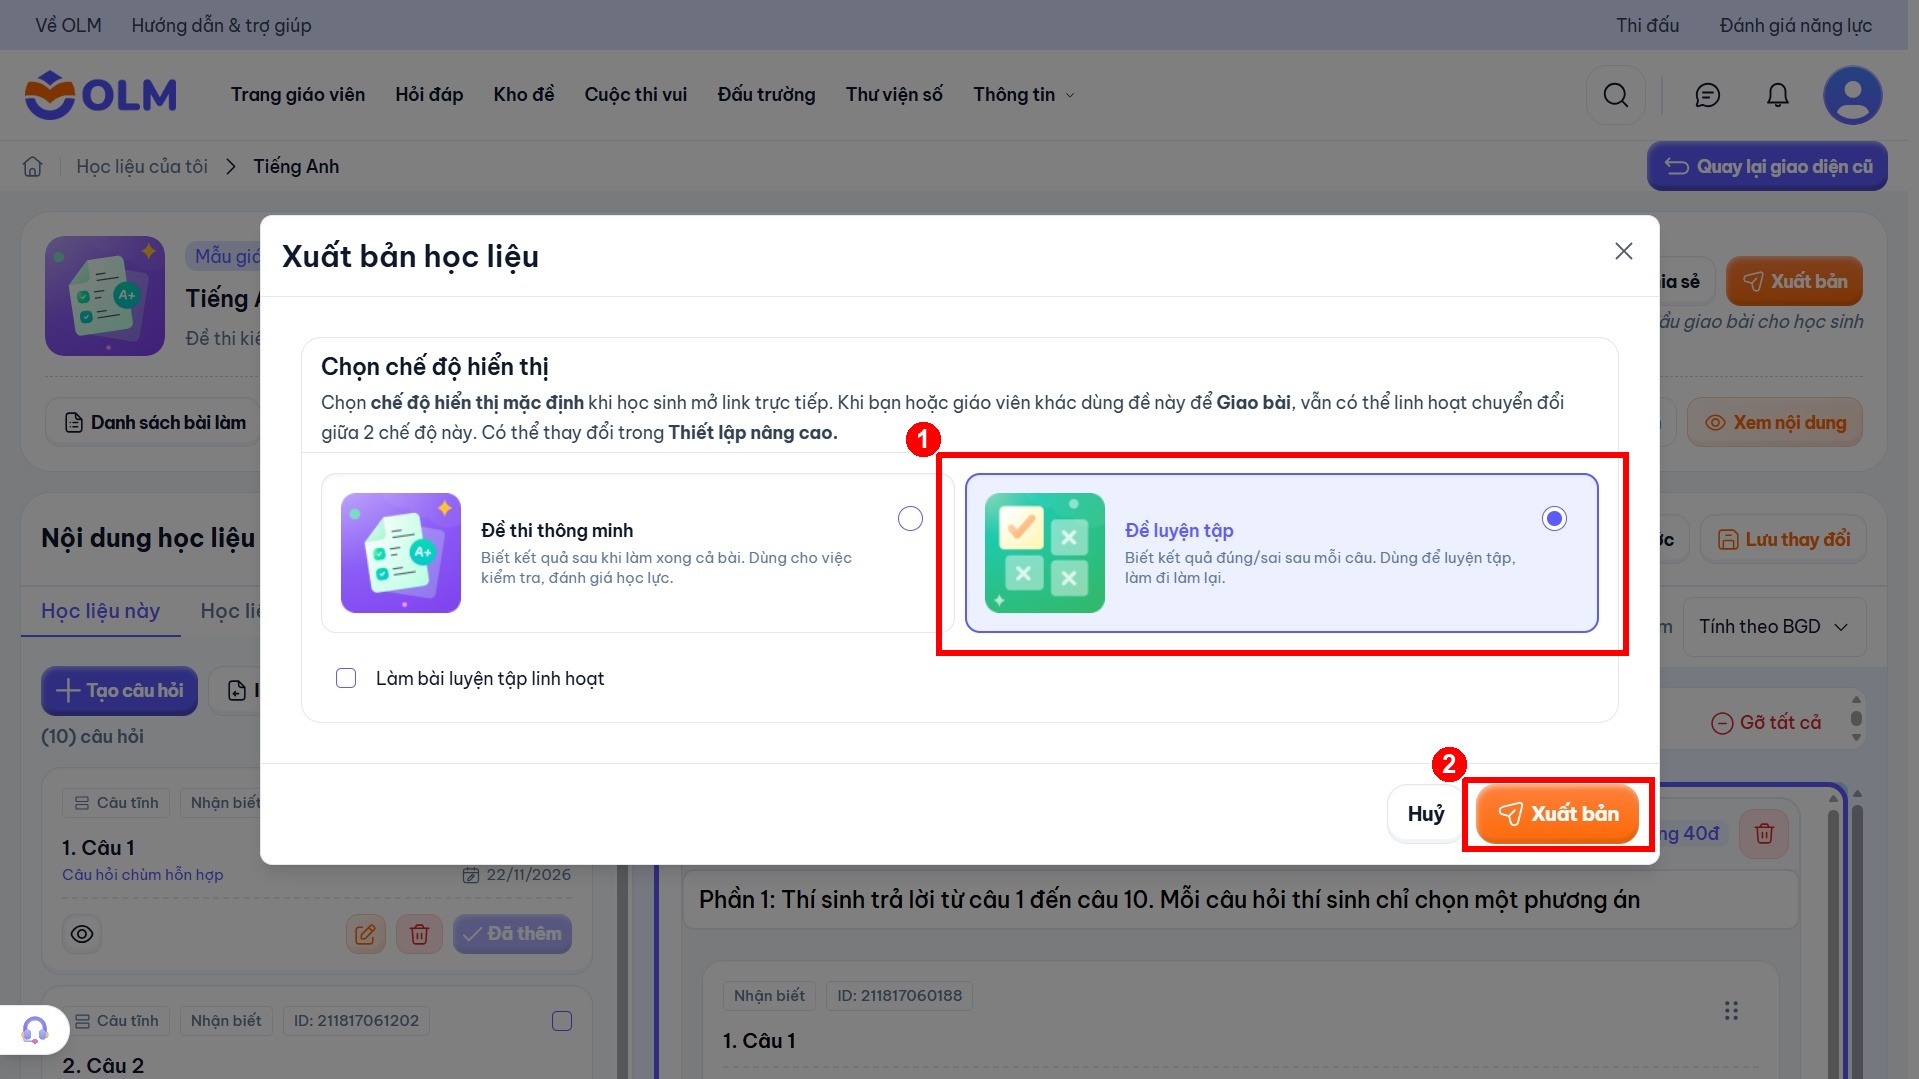 Về OLM
Hướng dẫn & trợ giúp
Thi đấu
Đánh giá năng lực
OLM
Trang giáo viên
Hỏi đáp
Kho đề
Cuộc thi vui
Đấu trường
Thư viện số
Thông tin
Học liệu của tôi
Tiếng Anh
Quay lại giao diện cũ
Mẫu giá
Tiếng A
Đề thi kiể
ia sẻ
Xuất bản
ẫu giao bài cho học sinh
Danh sách bài làm
Xem nội dung
Xuất bản học liệu
Chọn chế độ hiển thị
Chọn chế độ hiển thị mặc định khi học sinh mở link trực tiếp. Khi bạn hoặc giáo viên khác dùng đề này để Giao bài, vẫn có thể linh hoạt chuyển đổi
giữa 2 chế độ này. Có thể thay đổi trong Thiết lập nâng cao.
1
A+
Đề thi thông minh
Biết kết quả sau khi làm xong cả bài. Dùng cho việc
kiểm tra, đánh giá học lực.
Đề luyện tập
Biết kết quả đúng/sai sau mỗi câu. Dùng để luyện tập,
làm đi làm lại.
Làm bài luyện tập linh hoạt
2
Huỷ
Xuất bản
Nội dung học liệu
ớc
Lưu thay đổi
Học liệu này
Học liệ
m
Tính theo BGD
Tạo câu hỏi
(10) câu hỏi
Gỡ tất cả
Câu tĩnh
Nhận biết
1. Câu 1
Câu hỏi chùm hỗn hợp
22/11/2026
Đã thêm
ng 40đ
Phần 1: Thí sinh trả lời từ câu 1 đến câu 10. Mỗi câu hỏi thí sinh chỉ chọn một phương án
Nhận biết
ID: 211817060188
1. Câu 1
Câu tĩnh
Nhận biết
ID: 211817061202
2. Câu 2